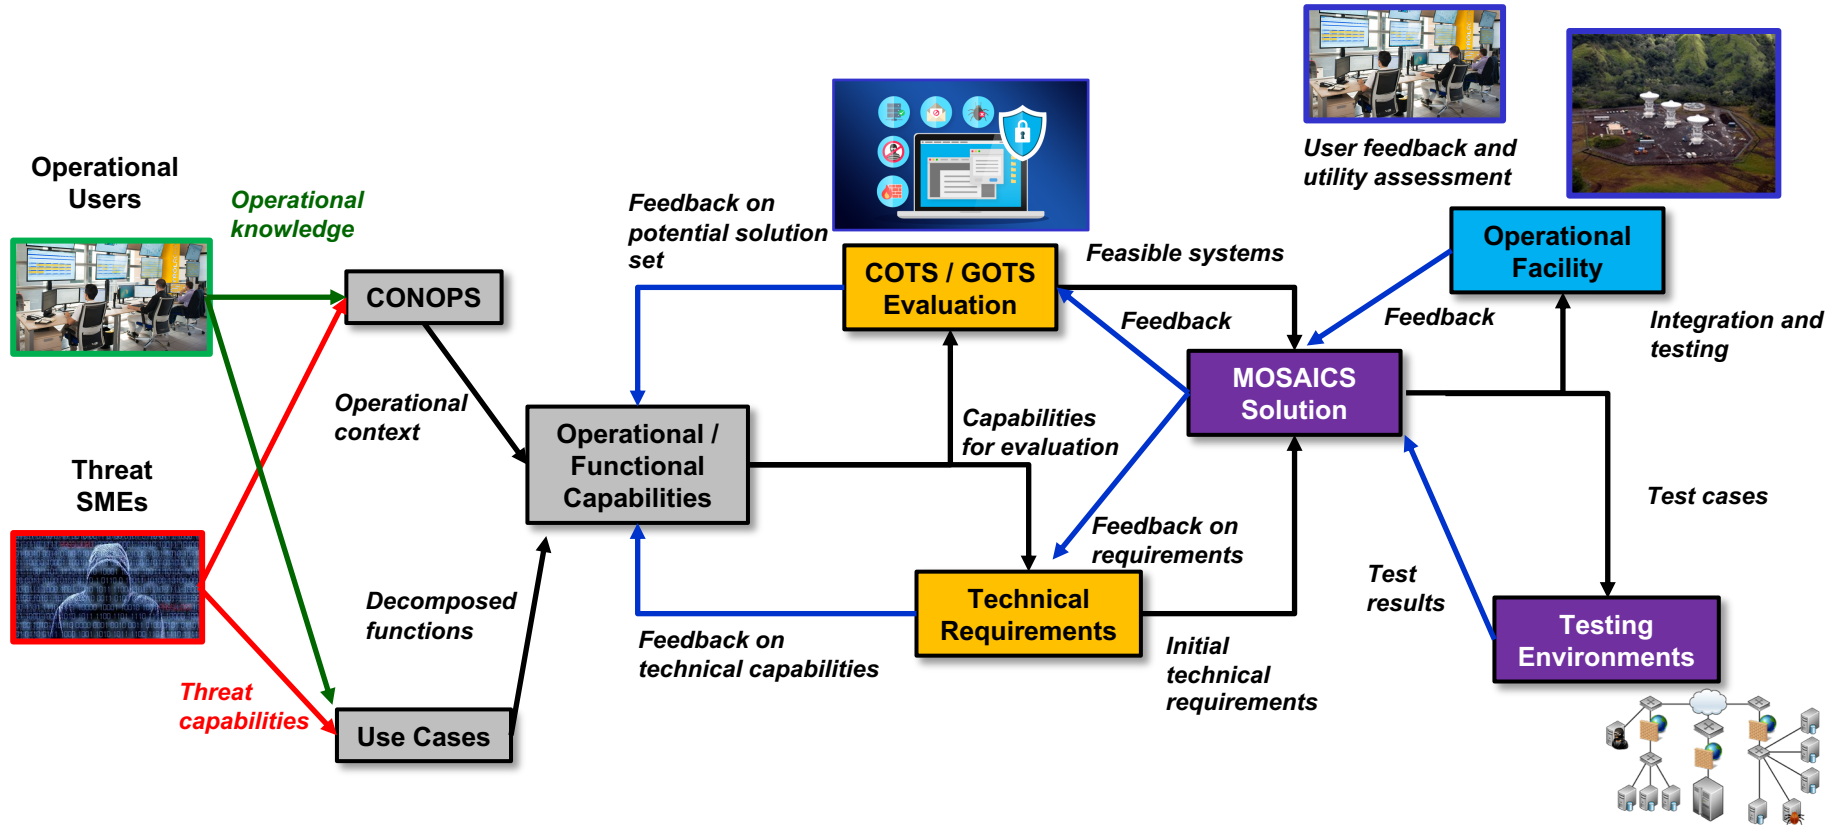 Operational
Users
Operational
knowledge
CONOPS
Operational
context
Threat
SMEs
Threat
capabilities
Use Cases
Decomposed
functions
Operational /
Functional
Capabilities
Feedback on
potential solution
set
COTS / GOTS
Evaluation
Feasible systems
Feedback
Capabilities
for evaluation
Feedback on
requirements
Technical
Requirements
Feedback on
technical capabilities
Initial
technical
requirements
MOSAICS
Solution
User feedback and
utility assessment
Operational
Facility
Feedback
Integration and
testing
Test cases
Test
results
Testing
Environments